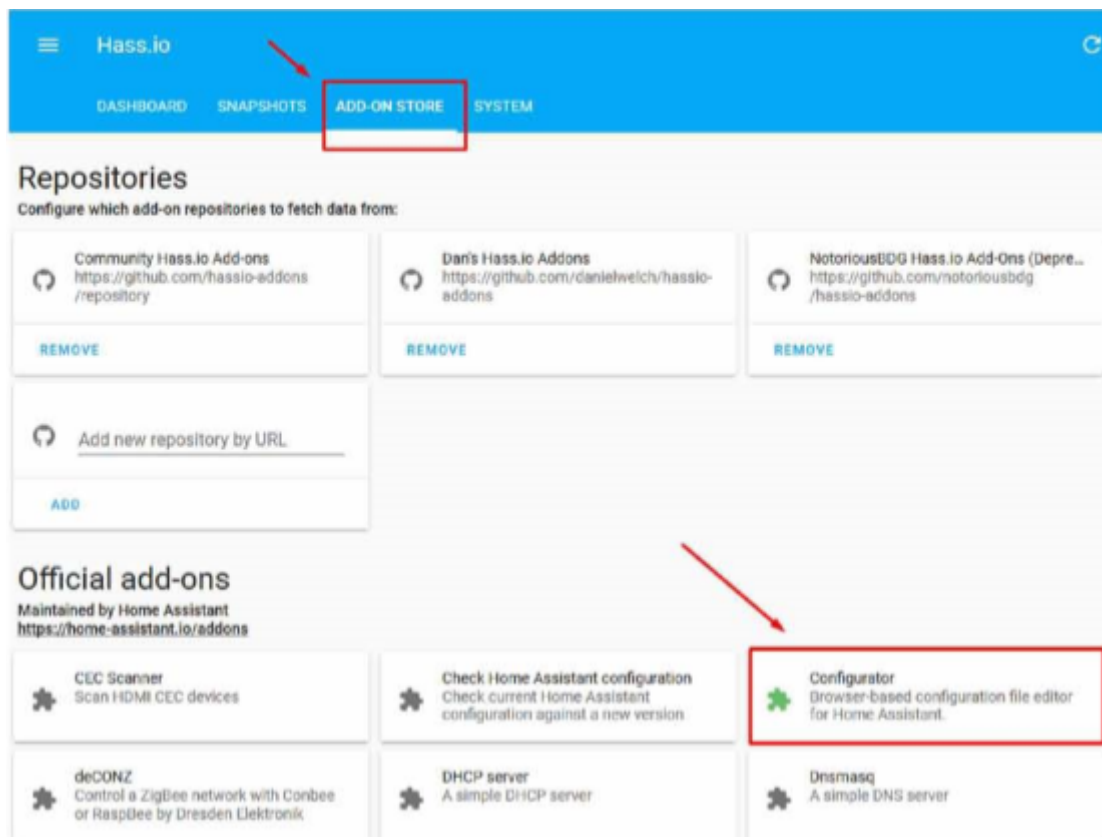 Hass.io
DASHBOARD SNAPSHOTS ADD-ON STORE SYSTEM
Repositories
Configure which add-on repositories to fetch data from:
Community Hass.io Add-ons
https://github.com/hassio-addons
/repository
REMOVE
Dan's Hass.io Addons
https://github.com/danielwelch/hassio-
addons
REMOVE
NotoriousBDG Hass.io Add-Ons (Depre...
https://github.com/notoriousbdg
/hassio-addons
REMOVE
Add new repository by URL
ADD
Official add-ons
Maintained by Home Assistant
https://home-assistant.io/addons
CEC Scanner
Scan HDMI CEC devices
Check Home Assistant configuration
Check current Home Assistant
configuration against a new version
Configurator
Browser-based configuration file editor
for Home Assistant.
deCONZ
Control a ZigBee network with Conbee
or RaspBee by Dresden Elektronik
DHCP server
A simple DHCP server
Dnsmasq
A simple DNS server